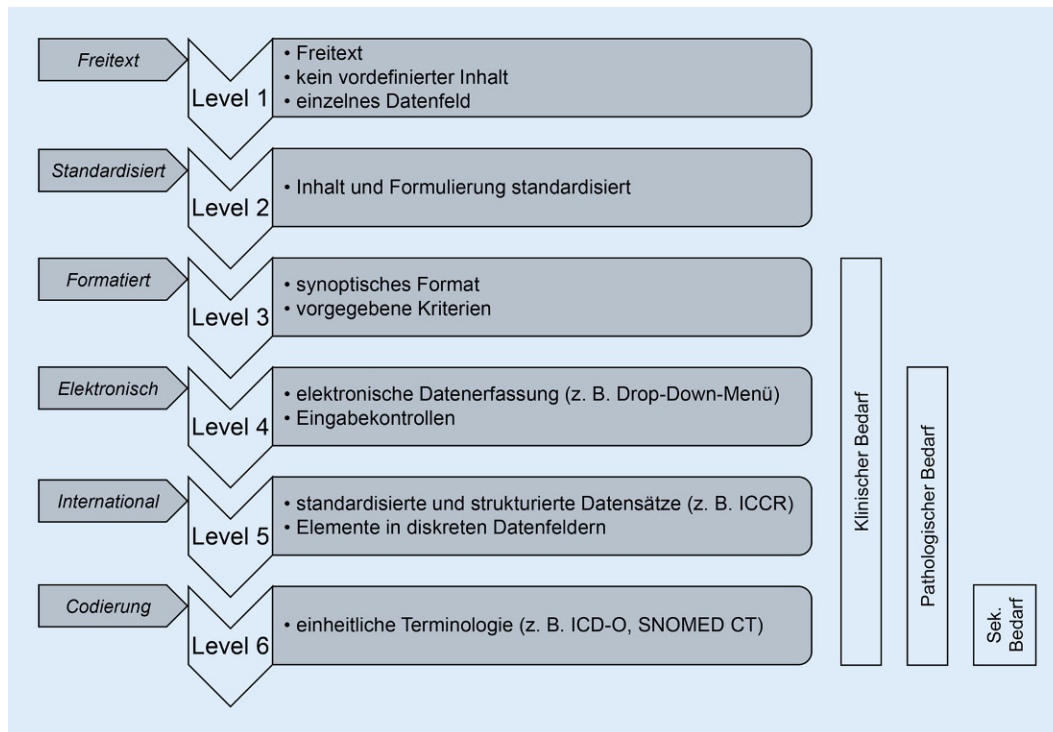 Freitext
Level 1
• Freitext
• kein vordefinierter Inhalt
• einzelnes Datenfeld
Standardisiert
Level 2
• Inhalt und Formulierung standardisiert
Formatiert
Level 3
• synoptisches Format
• vorgegebene Kriterien
Elektronisch
Level 4
• elektronische Datenerfassung (z. B. Drop-Down-Menü)
• Eingabekontrollen
International
Level 5
• standardisierte und strukturierte Datensätze (z. B. ICCR)
• Elemente in diskreten Datenfeldern
Codierung
Level 6
• einheitliche Terminologie (z. B. ICD-O, SNOMED CT)
Klinischer Bedarf
Pathologischer Bedarf
Sek.
Bedarf